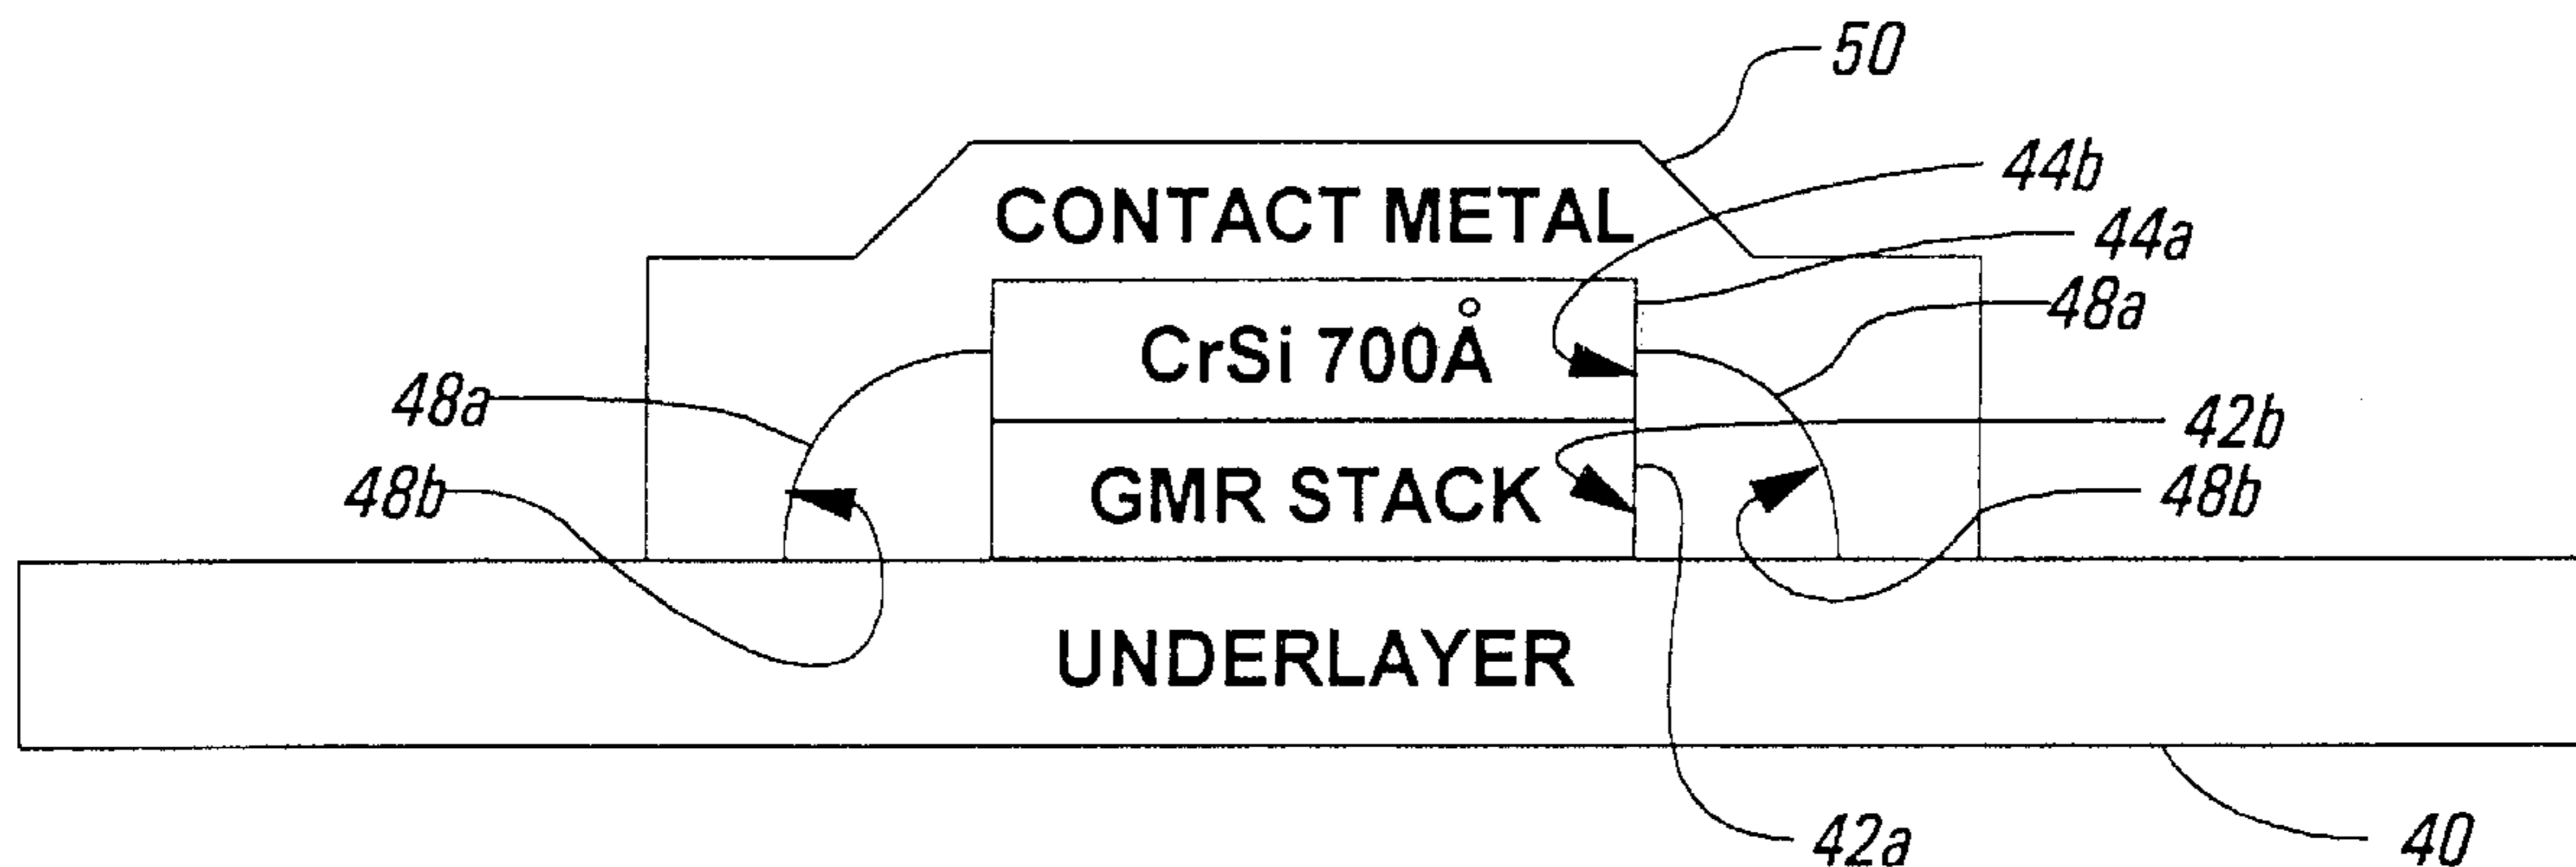 50
44b
CONTACT METAL
44a
48a
CrSi 700Å
48a
42b
GMR STACK
48b
48b
UNDERLAYER
42a
40